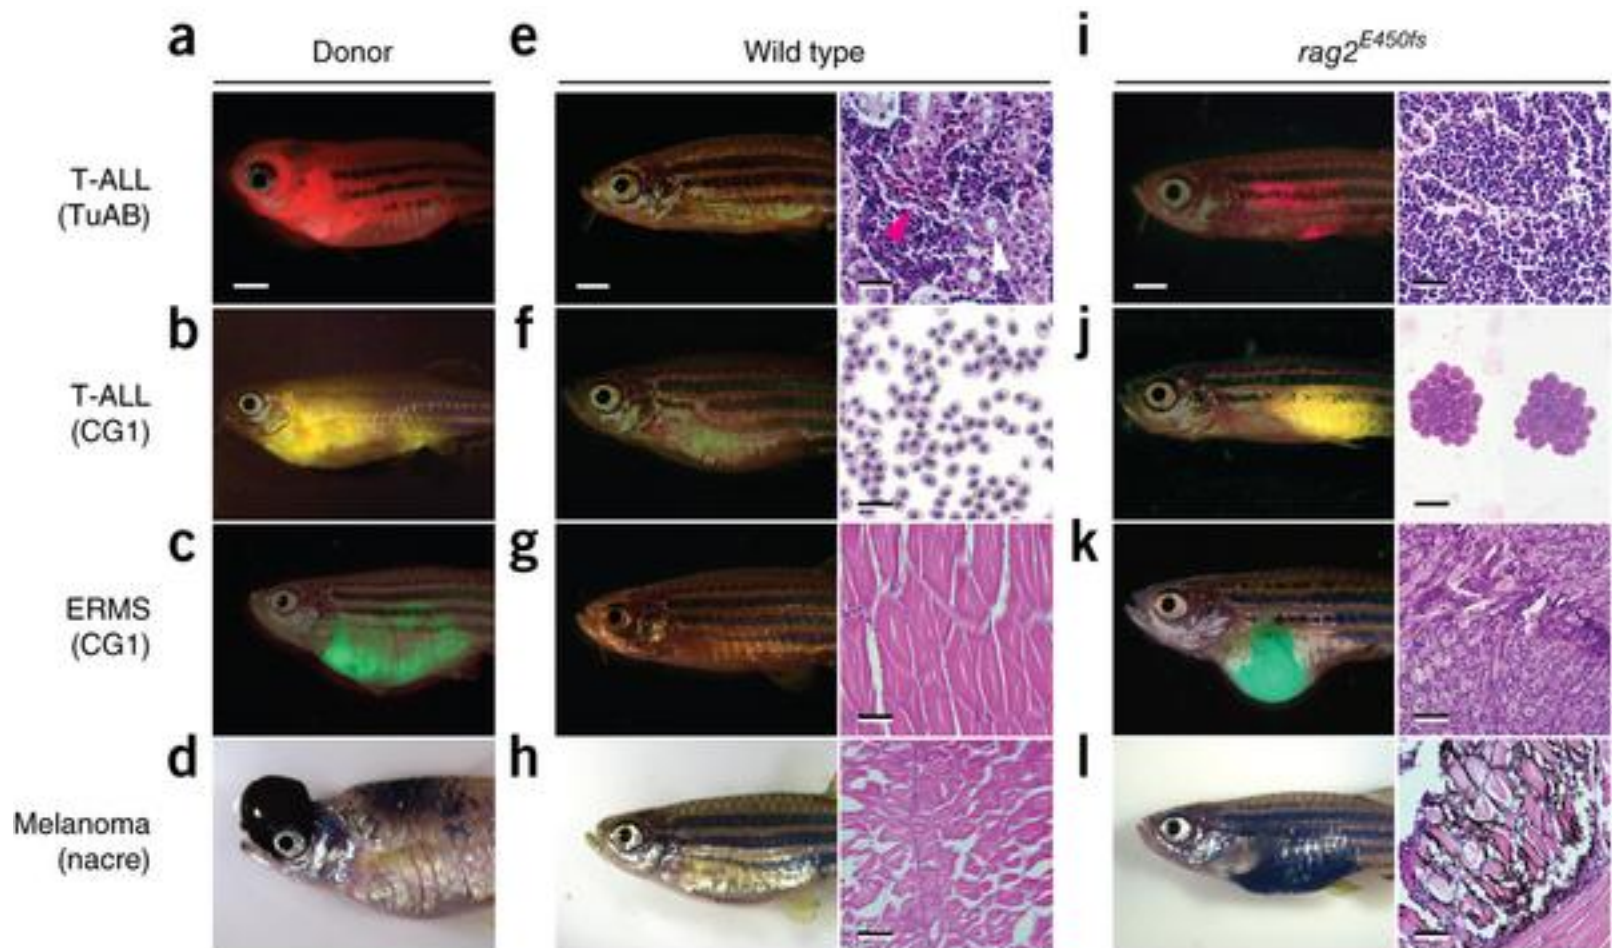 a Donor e Wild type i rag2E450fs
T-ALL
(TuAB)
b f j
T-ALL
(CG1)
c g k
ERMS
(CG1)
d h l
Melanoma
(nacre)